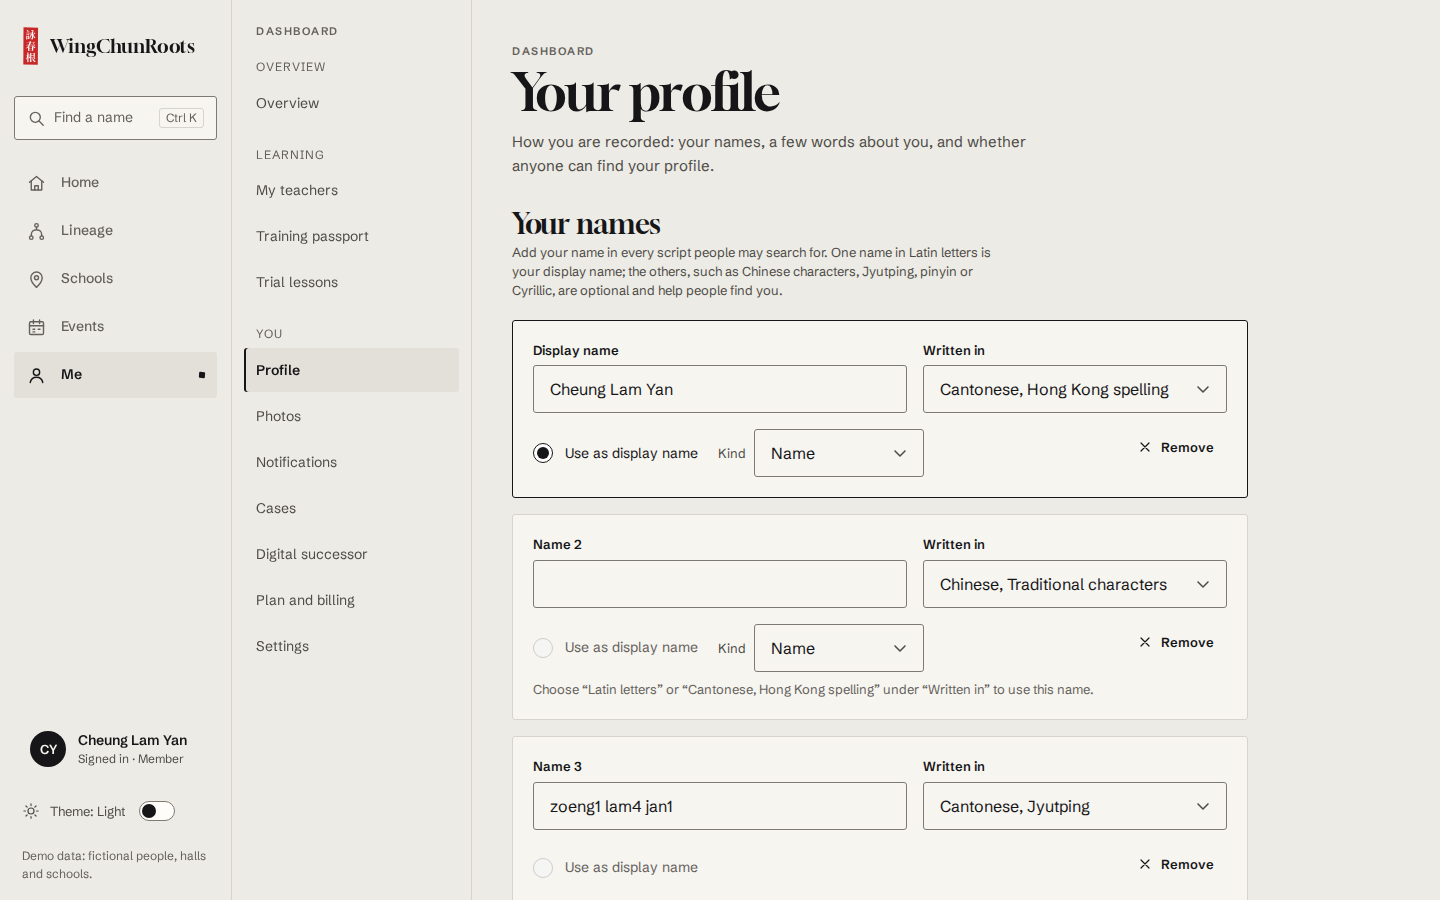 詠春根
WingChunRoots
Find a name
Ctrl K
Home
Lineage
Schools
Events
Me
CY
Cheung Lam Yan
Signed in · Member
Theme: Light
Demo data: fictional people, halls
and schools.
DASHBOARD
OVERVIEW
Overview
LEARNING
My teachers
Training passport
Trial lessons
YOU
Profile
Photos
Notifications
Cases
Digital successor
Plan and billing
Settings
DASHBOARD
Your profile
How you are recorded: your names, a few words about you, and whether
anyone can find your profile.
Your names
Add your name in every script people may search for. One name in Latin letters is
your display name; the others, such as Chinese characters, Jyutping, pinyin or
Cyrillic, are optional and help people find you.
Display name
Written in
Cheung Lam Yan
Cantonese, Hong Kong spelling
Use as display name
Kind
Name
Remove
Name 2
Written in
Chinese, Traditional characters
Use as display name
Kind
Name
Remove
Choose “Latin letters” or “Cantonese, Hong Kong spelling” under “Written in” to use this name.
Name 3
Written in
zoeng1 lam4 jan1
Cantonese, Jyutping
Use as display name
Remove